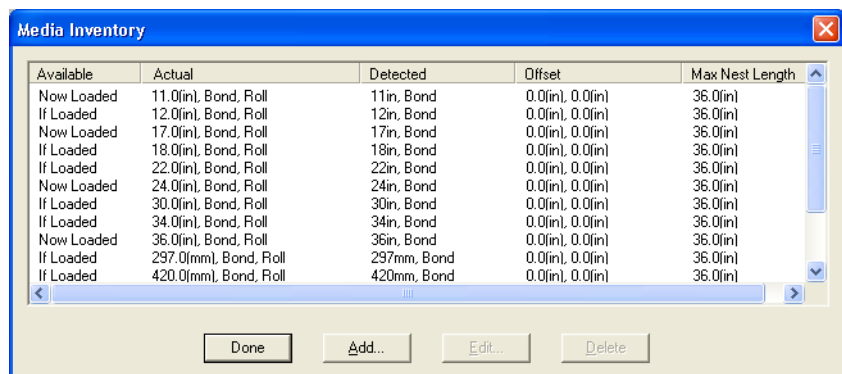 Media Inventory
Available Actual Detected Offset Max Nest Length
Now Loaded 11.0(in), Bond, Roll 11in, Bond 0.0(in), 0.0(in) 36.0(in)
If Loaded 12.0(in), Bond, Roll 12in, Bond 0.0(in), 0.0(in) 36.0(in)
Now Loaded 17.0(in), Bond, Roll 17in, Bond 0.0(in), 0.0(in) 36.0(in)
If Loaded 18.0(in), Bond, Roll 18in, Bond 0.0(in), 0.0(in) 36.0(in)
If Loaded 22.0(in), Bond, Roll 22in, Bond 0.0(in), 0.0(in) 36.0(in)
Now Loaded 24.0(in), Bond, Roll 24in, Bond 0.0(in), 0.0(in) 36.0(in)
If Loaded 30.0(in), Bond, Roll 30in, Bond 0.0(in), 0.0(in) 36.0(in)
If Loaded 34.0(in), Bond, Roll 34in, Bond 0.0(in), 0.0(in) 36.0(in)
Now Loaded 36.0(in), Bond, Roll 36in, Bond 0.0(in), 0.0(in) 36.0(in)
If Loaded 297.0(mm), Bond, Roll 297mm, Bond 0.0(in), 0.0(in) 36.0(in)
If Loaded 420.0(mm), Bond, Roll 420mm, Bond 0.0(in), 0.0(in) 36.0(in)
Done Add... Edit... Delete